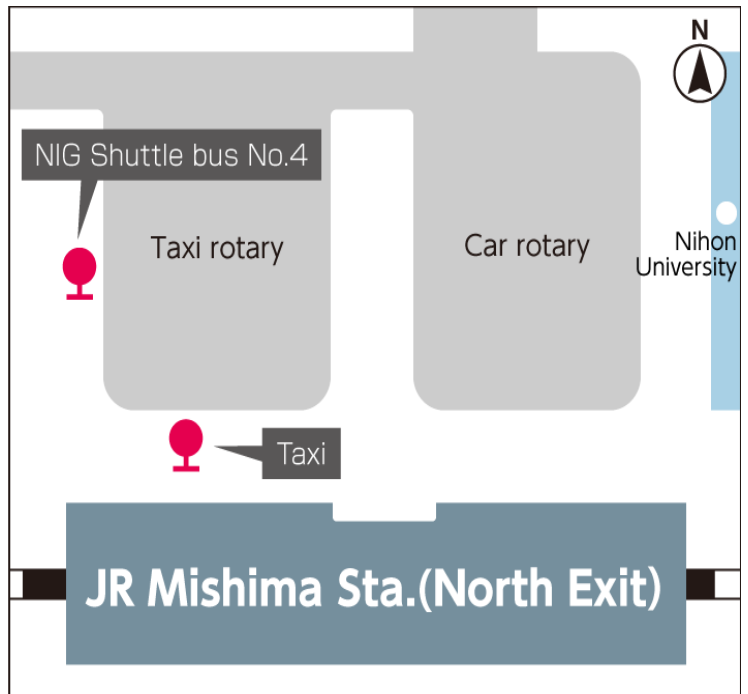 N
NIG Shuttle bus No.4
Taxi rotary
Car rotary
Nihon
University
Taxi
JR Mishima Sta.(North Exit)